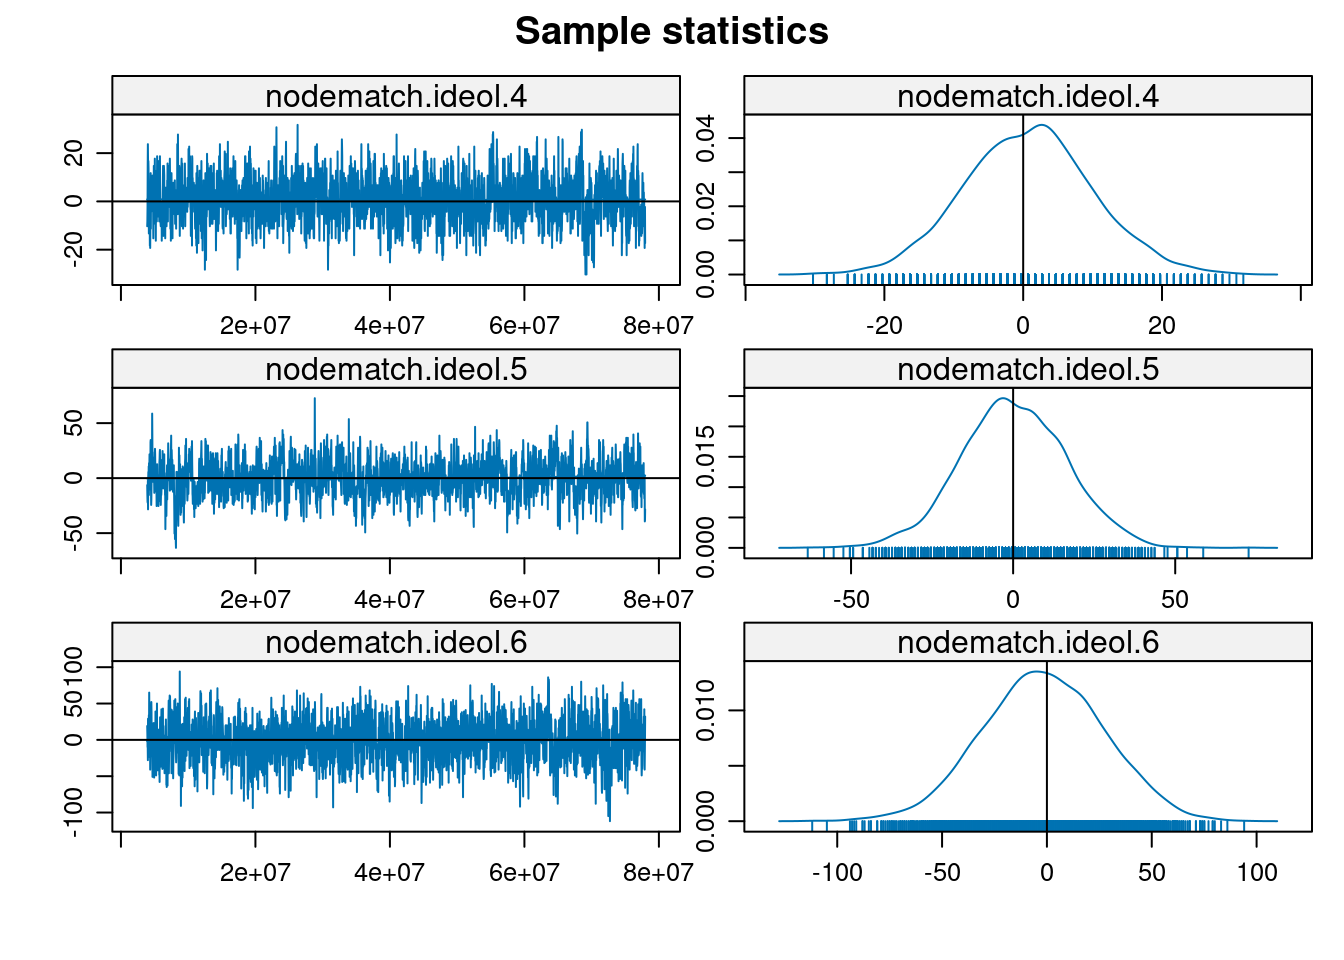 Sample statistics
nodematch.ideol.4
20
0
-20
2e+07 4e+07 6e+07 8e+07
nodematch.ideol.4
0.04
0.02
0.00
-20 0 20
nodematch.ideol.5
50
0
-50
2e+07 4e+07 6e+07 8e+07
nodematch.ideol.5
0.015
0.000
-50 0 50
nodematch.ideol.6
100
50
0
-100
2e+07 4e+07 6e+07 8e+07
nodematch.ideol.6
0.010
0.000
-100 -50 0 50 100